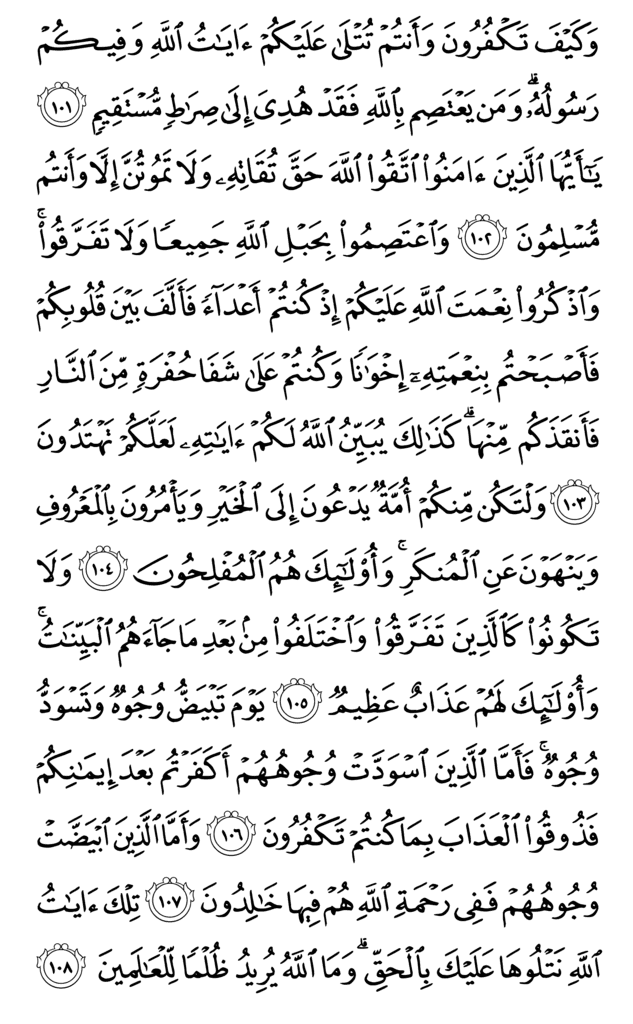 وَكَيْفَ تَكْفُرُونَ وَأَنتُمْ تُتْلَىٰ عَلَيْكُمْ ءَايَٰتُ ٱللَّهِ وَفِيكُمْ
رَسُولُهُۥ ۗ وَمَن يَعْتَصِم بِٱللَّهِ فَقَدْ هُدِىَ إِلَىٰ صِرَٰطٍ مُّسْتَقِيمٍ ١٠١
يَٰٓأَيُّهَا ٱلَّذِينَ ءَامَنُوا۟ ٱتَّقُوا۟ ٱللَّهَ حَقَّ تُقَاتِهِۦ وَلَا تَمُوتُنَّ إِلَّا وَأَنتُم
مُّسْلِمُونَ ١٠٢ وَٱعْتَصِمُوا۟ بِحَبْلِ ٱللَّهِ جَمِيعًا وَلَا تَفَرَّقُوا۟ ۚ
وَٱذْكُرُوا۟ نِعْمَتَ ٱللَّهِ عَلَيْكُمْ إِذْ كُنتُمْ أَعْدَآءً فَأَلَّفَ بَيْنَ قُلُوبِكُمْ
فَأَصْبَحْتُم بِنِعْمَتِهِۦٓ إِخْوَٰنًا وَكُنتُمْ عَلَىٰ شَفَا حُفْرَةٍ مِّنَ ٱلنَّارِ
فَأَنقَذَكُم مِّنْهَا ۗ كَذَٰلِكَ يُبَيِّنُ ٱللَّهُ لَكُمْ ءَايَٰتِهِۦ لَعَلَّكُمْ تَهْتَدُونَ
١٠٣ وَلْتَكُن مِّنكُمْ أُمَّةٌ يَدْعُونَ إِلَى ٱلْخَيْرِ وَيَأْمُرُونَ بِٱلْمَعْرُوفِ
وَيَنْهَوْنَ عَنِ ٱلْمُنكَرِ ۚ وَأُو۟لَٰٓئِكَ هُمُ ٱلْمُفْلِحُونَ ١٠٤ وَلَا
تَكُونُوا۟ كَٱلَّذِينَ تَفَرَّقُوا۟ وَٱخْتَلَفُوا۟ مِنۢ بَعْدِ مَا جَآءَهُمُ ٱلْبَيِّنَٰتُ ۚ
وَأُو۟لَٰٓئِكَ لَهُمْ عَذَابٌ عَظِيمٌ ١٠٥ يَوْمَ تَبْيَضُّ وُجُوهٌ وَتَسْوَدُّ
وُجُوهٌ ۚ فَأَمَّا ٱلَّذِينَ ٱسْوَدَّتْ وُجُوهُهُمْ أَكَفَرْتُم بَعْدَ إِيمَٰنِكُمْ
فَذُوقُوا۟ ٱلْعَذَابَ بِمَا كُنتُمْ تَكْفُرُونَ ١٠٦ وَأَمَّا ٱلَّذِينَ ٱبْيَضَّتْ
وُجُوهُهُمْ فَفِى رَحْمَةِ ٱللَّهِ هُمْ فِيهَا خَٰلِدُونَ ١٠٧ تِلْكَ ءَايَٰتُ
ٱللَّهِ نَتْلُوهَا عَلَيْكَ بِٱلْحَقِّ ۗ وَمَا ٱللَّهُ يُرِيدُ ظُلْمًا لِّلْعَٰلَمِينَ ١٠٨